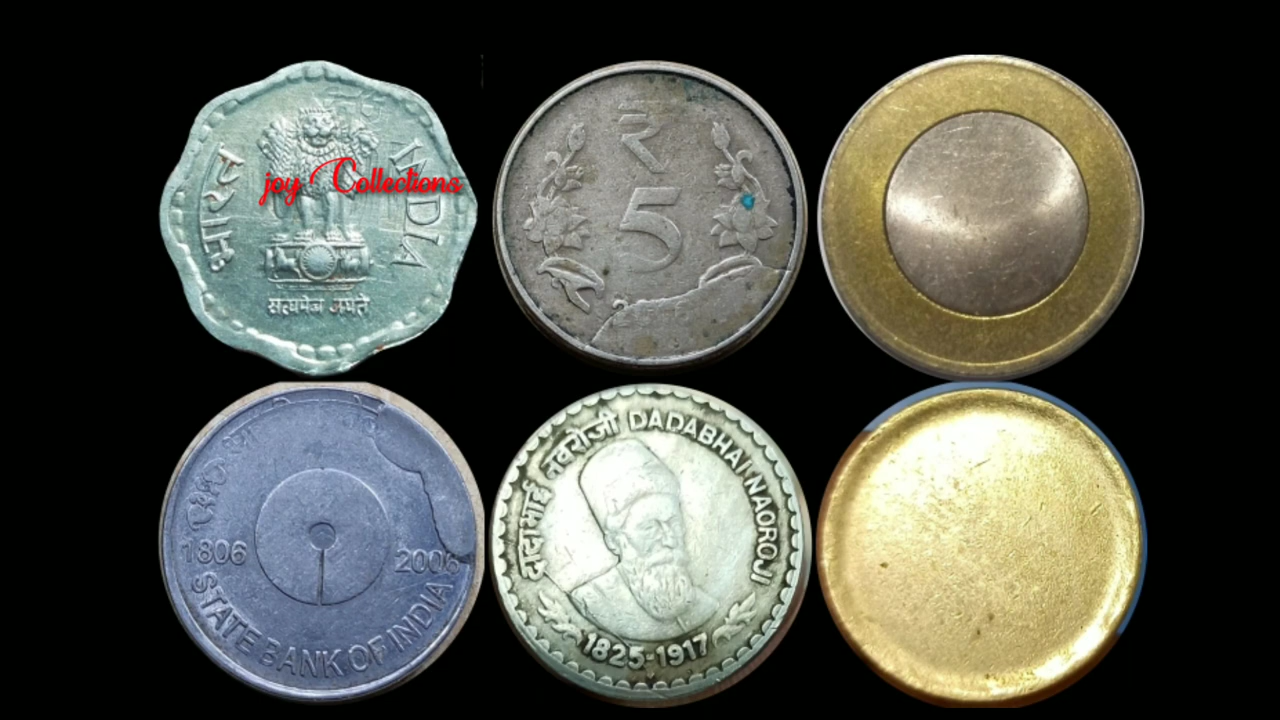 भारत
INDIA
सत्यमेव जयते
joy Collections
₹
5
1806
2006
STATE BANK OF INDIA
दादाभाई नवरोजी DADABHAI NAOROJI
1825-1917